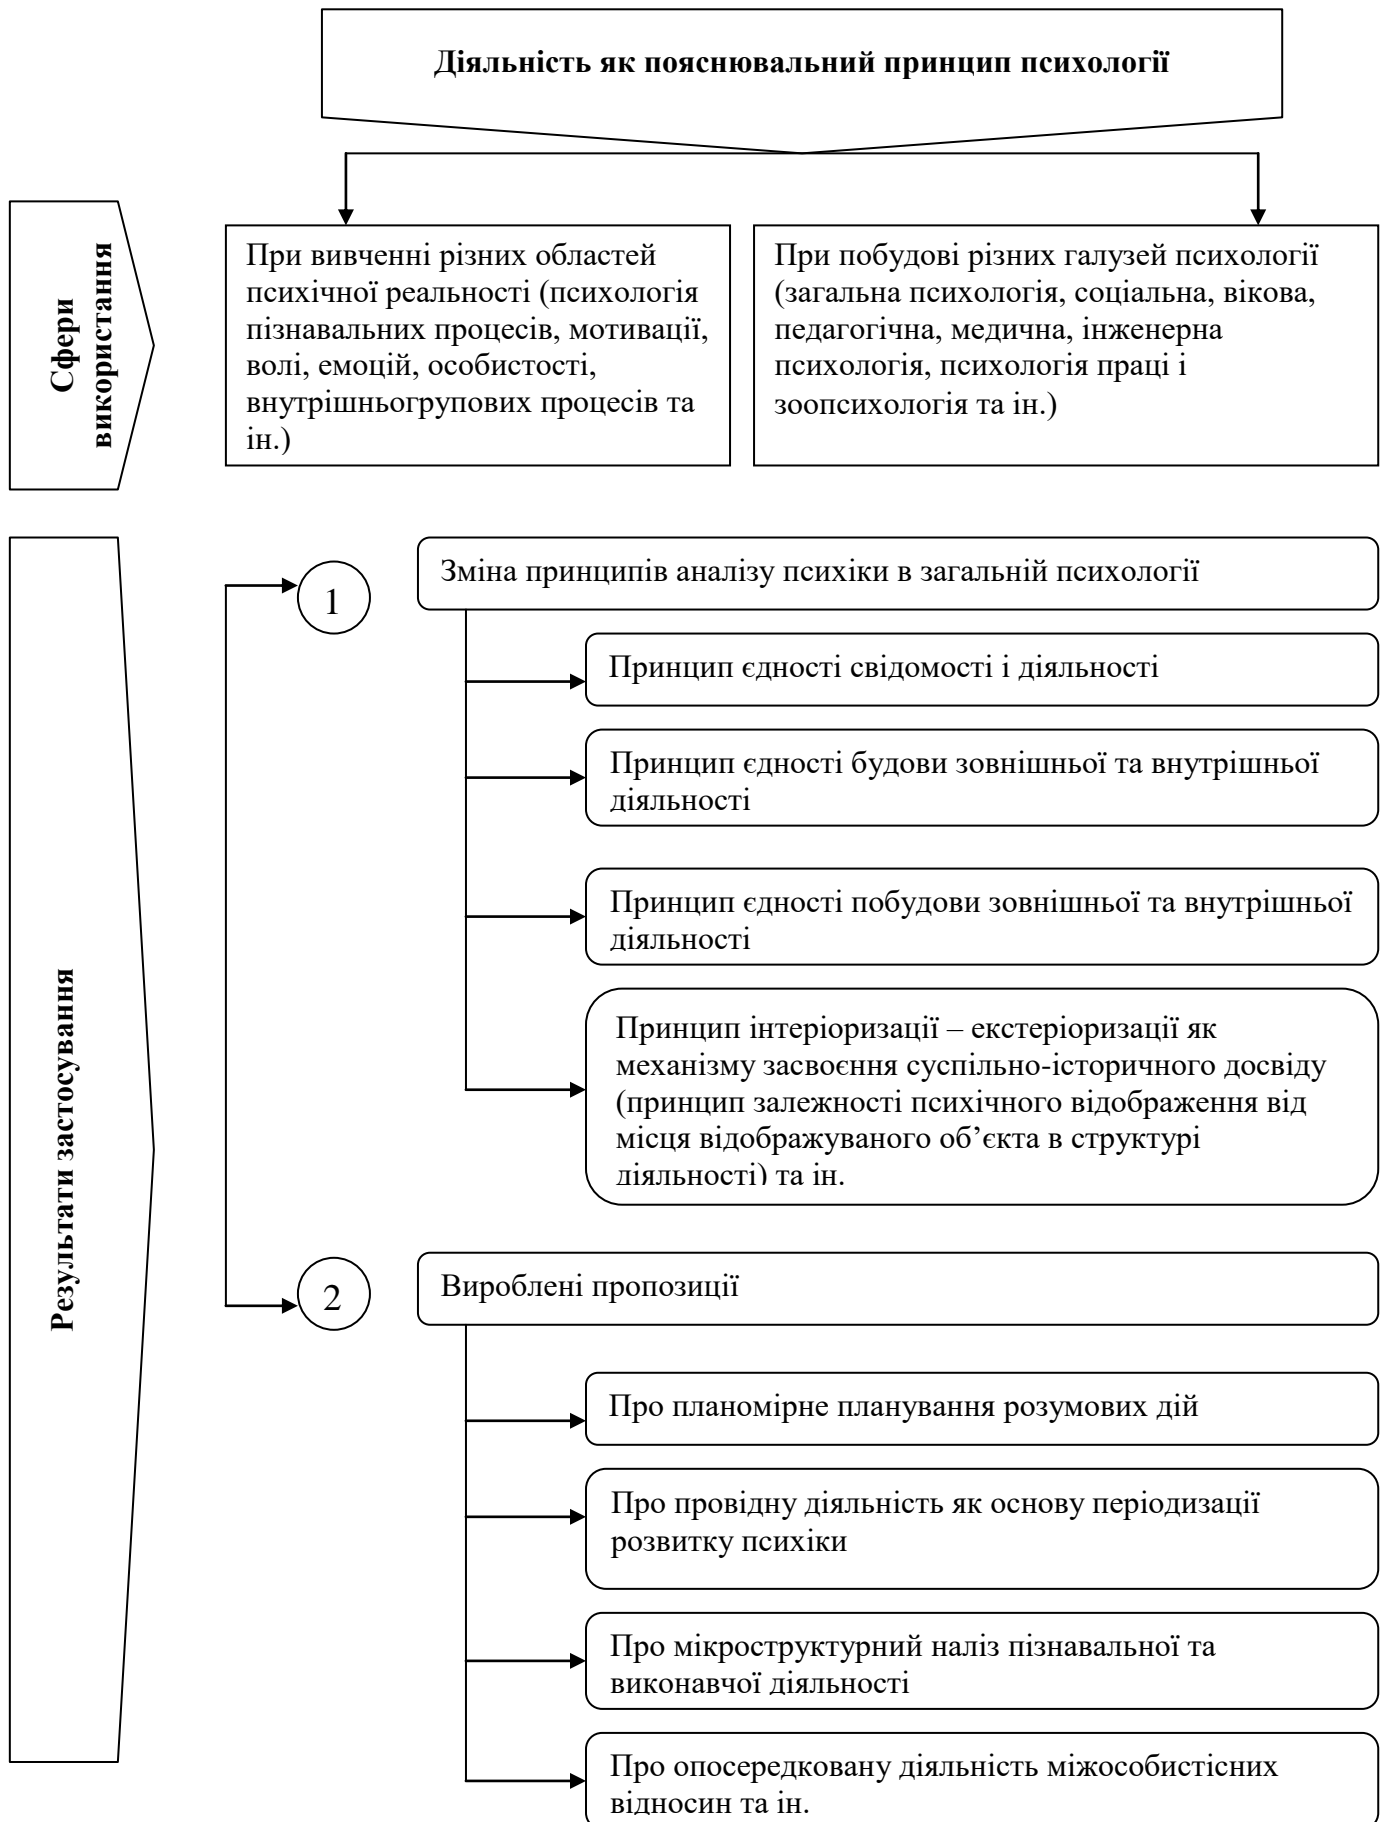 Діяльність як пояснювальний принцип психології
Сфери
використання
При вивченні різних областей
психічної реальності (психологія
пізнавальних процесів, мотивації,
волі, емоцій, особистості,
внутрішньогрупових процесів та
ін.)
При побудові різних галузей психології
(загальна психологія, соціальна, вікова,
педагогічна, медична, інженерна
психологія, психологія праці і
зоопсихологія та ін.)
Результати застосування
1
Зміна принципів аналізу психіки в загальній психології
Принцип єдності свідомості і діяльності
Принцип єдності будови зовнішньої та внутрішньої
діяльності
Принцип єдності побудови зовнішньої та внутрішньої
діяльності
Принцип інтеріоризації – екстеріоризації як
механізму засвоєння суспільно-історичного досвіду
(принцип залежності психічного відображення від
місця відображуваного об’єкта в структурі
діяльності) та ін.
2
Вироблені пропозиції
Про планомірне планування розумових дій
Про провідну діяльність як основу періодизації
розвитку психіки
Про мікроструктурний наліз пізнавальної та
виконавчої діяльності
Про опосередковану діяльність міжособистісних
відносин та ін.